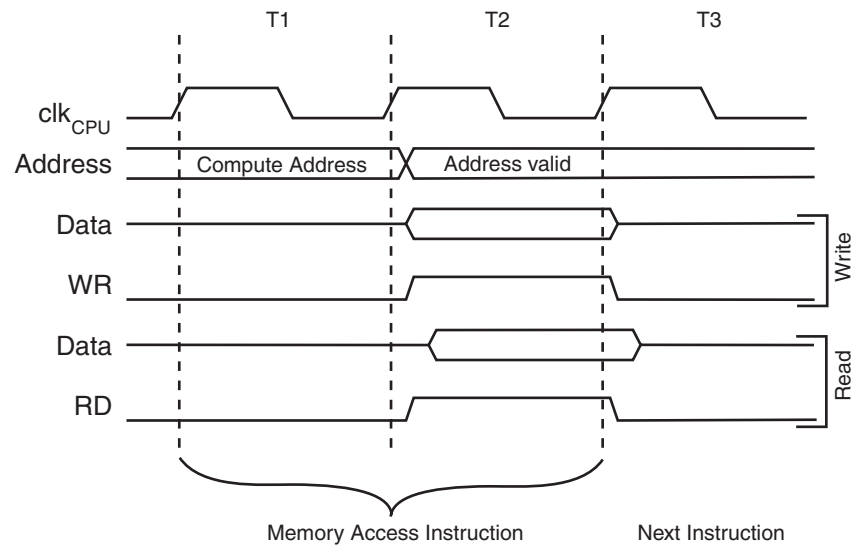 T1 T2 T3
clkCPU
Address Compute Address Address valid
Data
WR
Write
Data
RD
Read
Memory Access Instruction Next Instruction